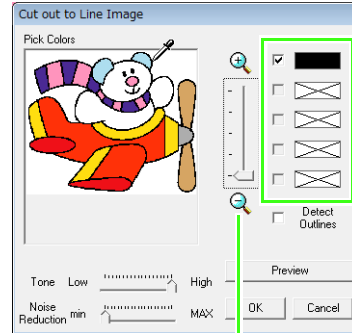 Cut out to Line Image
Pick Colors
Detect
Outlines
Tone Low High
Preview
Noise
Reduction min MAX
OK Cancel